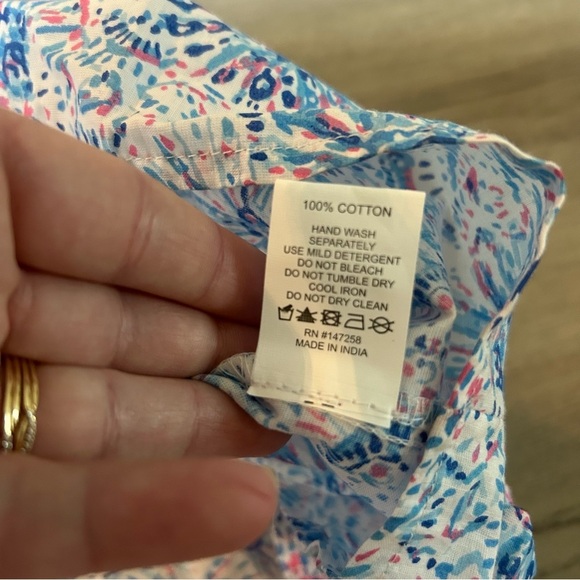 100% COTTON
HAND WASH
SEPARATELY
USE MILD DETERGENT
DO NOT BLEACH
DO NOT TUMBLE DRY
COOL IRON
DO NOT DRY CLEAN
RN #147258
MADE IN INDIA